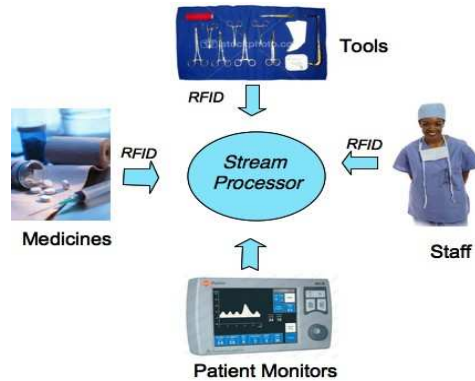 Tools
RFID
RFID
RFID
Stream
Processor
Medicines
Staff
Patient Monitors